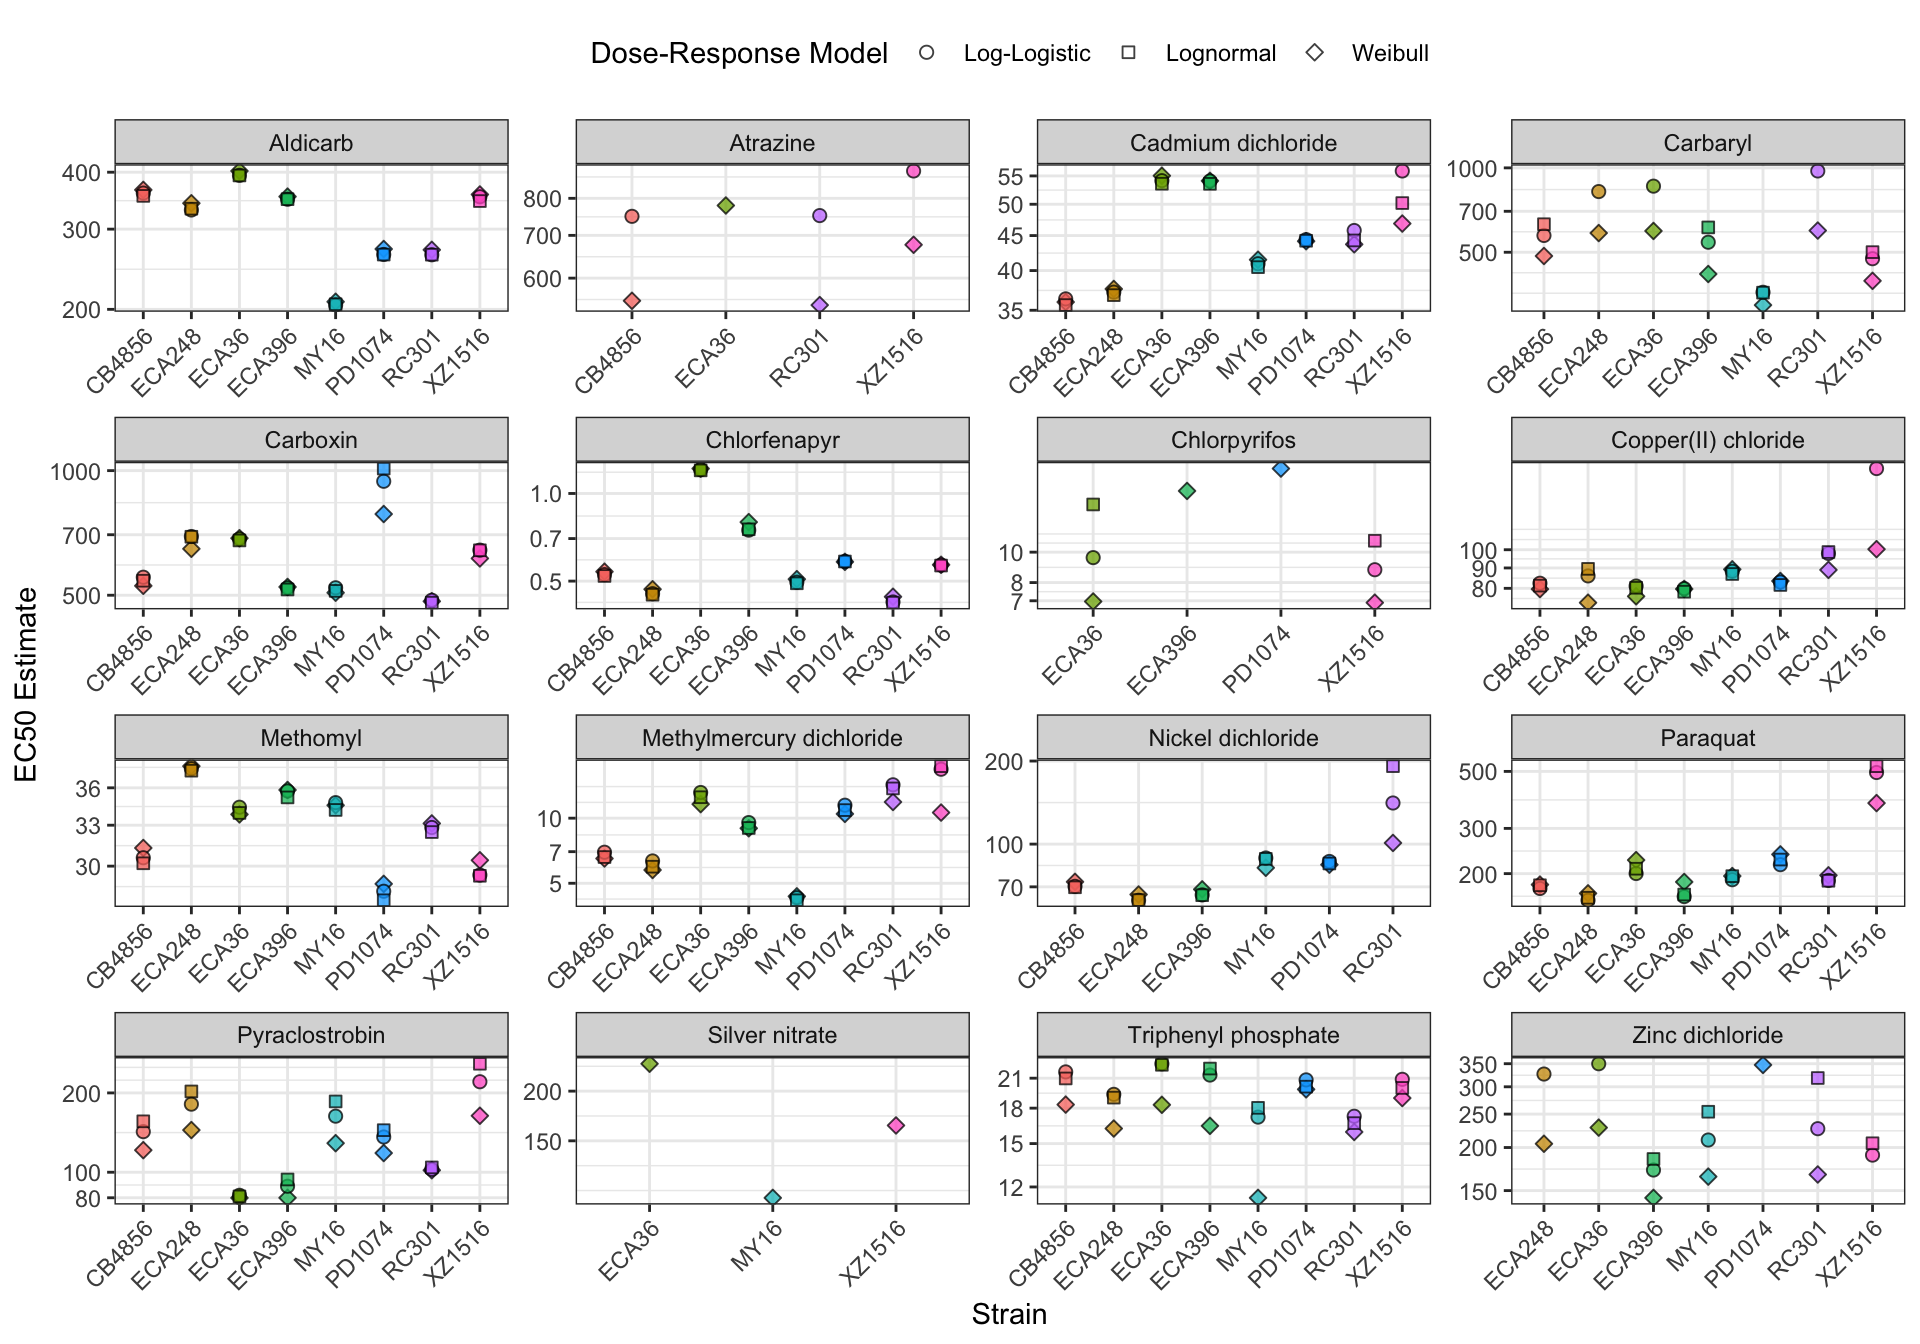 Dose-Response Model Log-Logistic Lognormal Weibull
EC50 Estimate
Aldicarb
400
300
200
CB4856 ECA248 ECA36 ECA396 MY16 PD1074 RC301 XZ1516
Atrazine
800
700
600
CB4856 ECA36 RC301 XZ1516
Cadmium dichloride
55
50
45
40
35
CB4856 ECA248 ECA36 ECA396 MY16 PD1074 RC301 XZ1516
Carbaryl
1000
700
500
CB4856 ECA248 ECA36 ECA396 MY16 RC301 XZ1516
Carboxin
1000
700
500
CB4856 ECA248 ECA36 ECA396 MY16 PD1074 RC301 XZ1516
Chlorfenapyr
1.0
0.7
0.5
CB4856 ECA248 ECA36 ECA396 MY16 PD1074 RC301 XZ1516
Chlorpyrifos
10
8
7
ECA36 ECA396 PD1074 XZ1516
Copper(II) chloride
100
90
80
CB4856 ECA248 ECA36 ECA396 MY16 PD1074 RC301 XZ1516
Methomyl
36
33
30
CB4856 ECA248 ECA36 ECA396 MY16 PD1074 RC301 XZ1516
Methylmercury dichloride
10
7
5
CB4856 ECA248 ECA36 ECA396 MY16 PD1074 RC301 XZ1516
Nickel dichloride
200
100
70
CB4856 ECA248 ECA396 MY16 PD1074 RC301
Paraquat
500
300
200
CB4856 ECA248 ECA36 ECA396 MY16 PD1074 RC301 XZ1516
Pyraclostrobin
200
100
80
CB4856 ECA248 ECA36 ECA396 MY16 PD1074 RC301 XZ1516
Silver nitrate
200
150
ECA36 MY16 XZ1516
Triphenyl phosphate
21
18
15
12
CB4856 ECA248 ECA36 ECA396 MY16 PD1074 RC301 XZ1516
Zinc dichloride
350
300
250
200
150
ECA248 ECA36 ECA396 MY16 PD1074 RC301 XZ1516
Strain